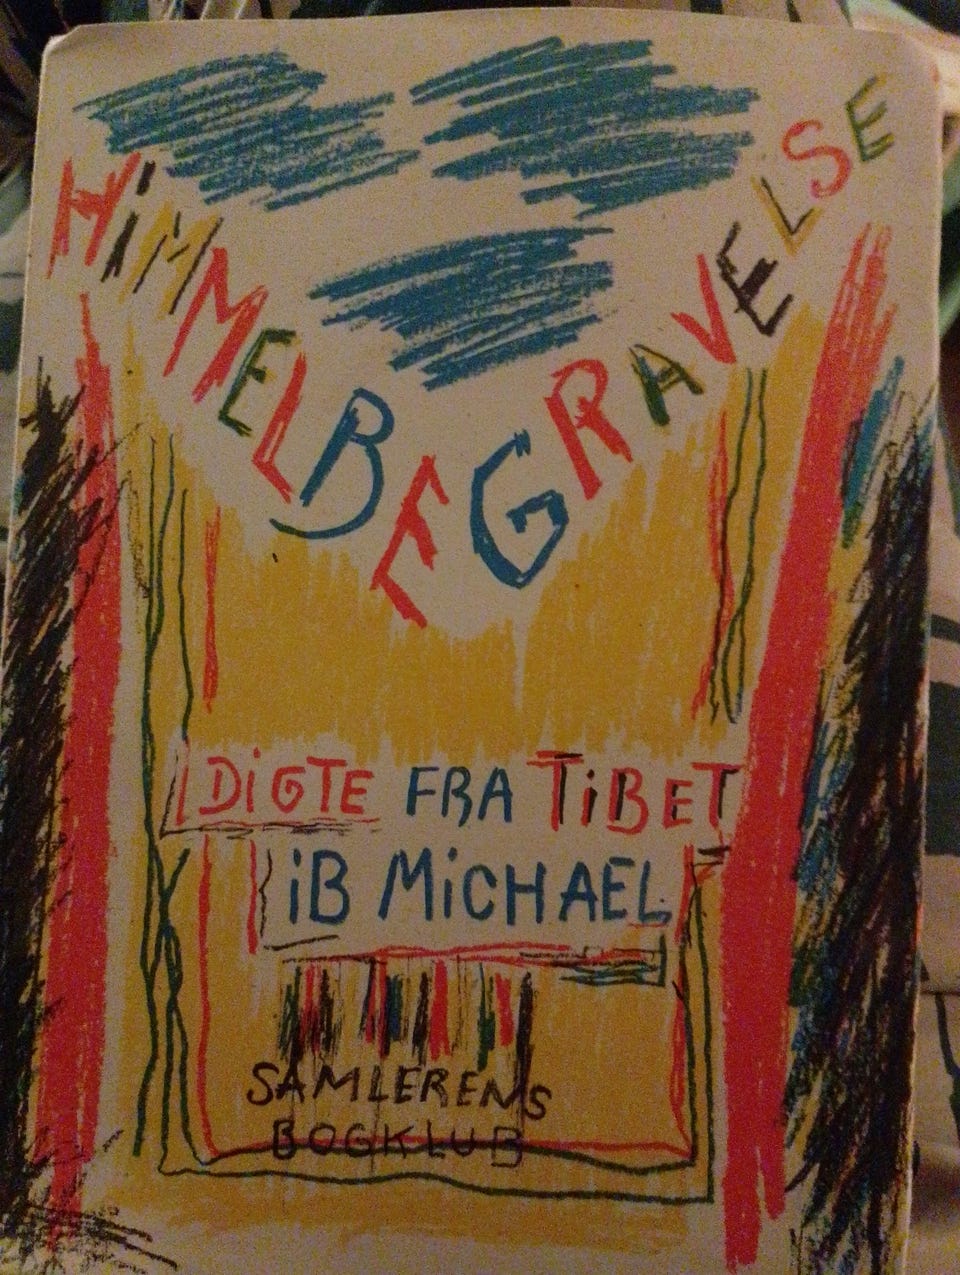 HiMMELBEGRAVELSE
DiGTE FRA TiBET
iB MiCHAEL
SAMLERENS
BOGKLUB